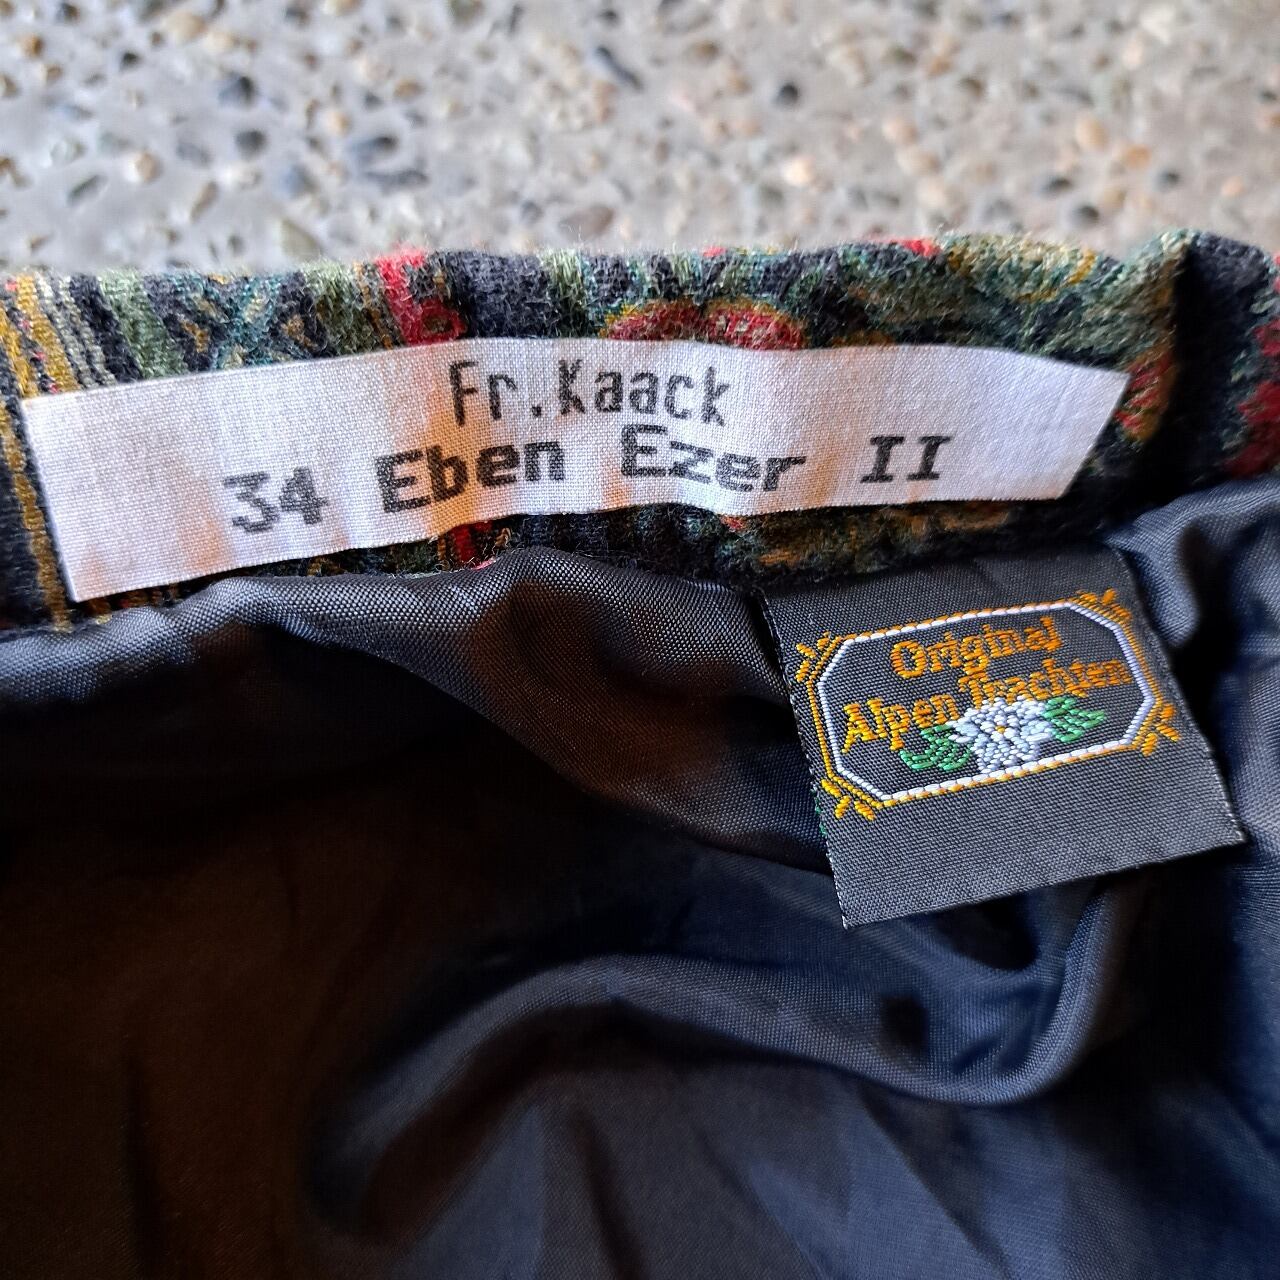 Fr.Kaack
34 Eben Ezer II
Original
Alpen Trachten